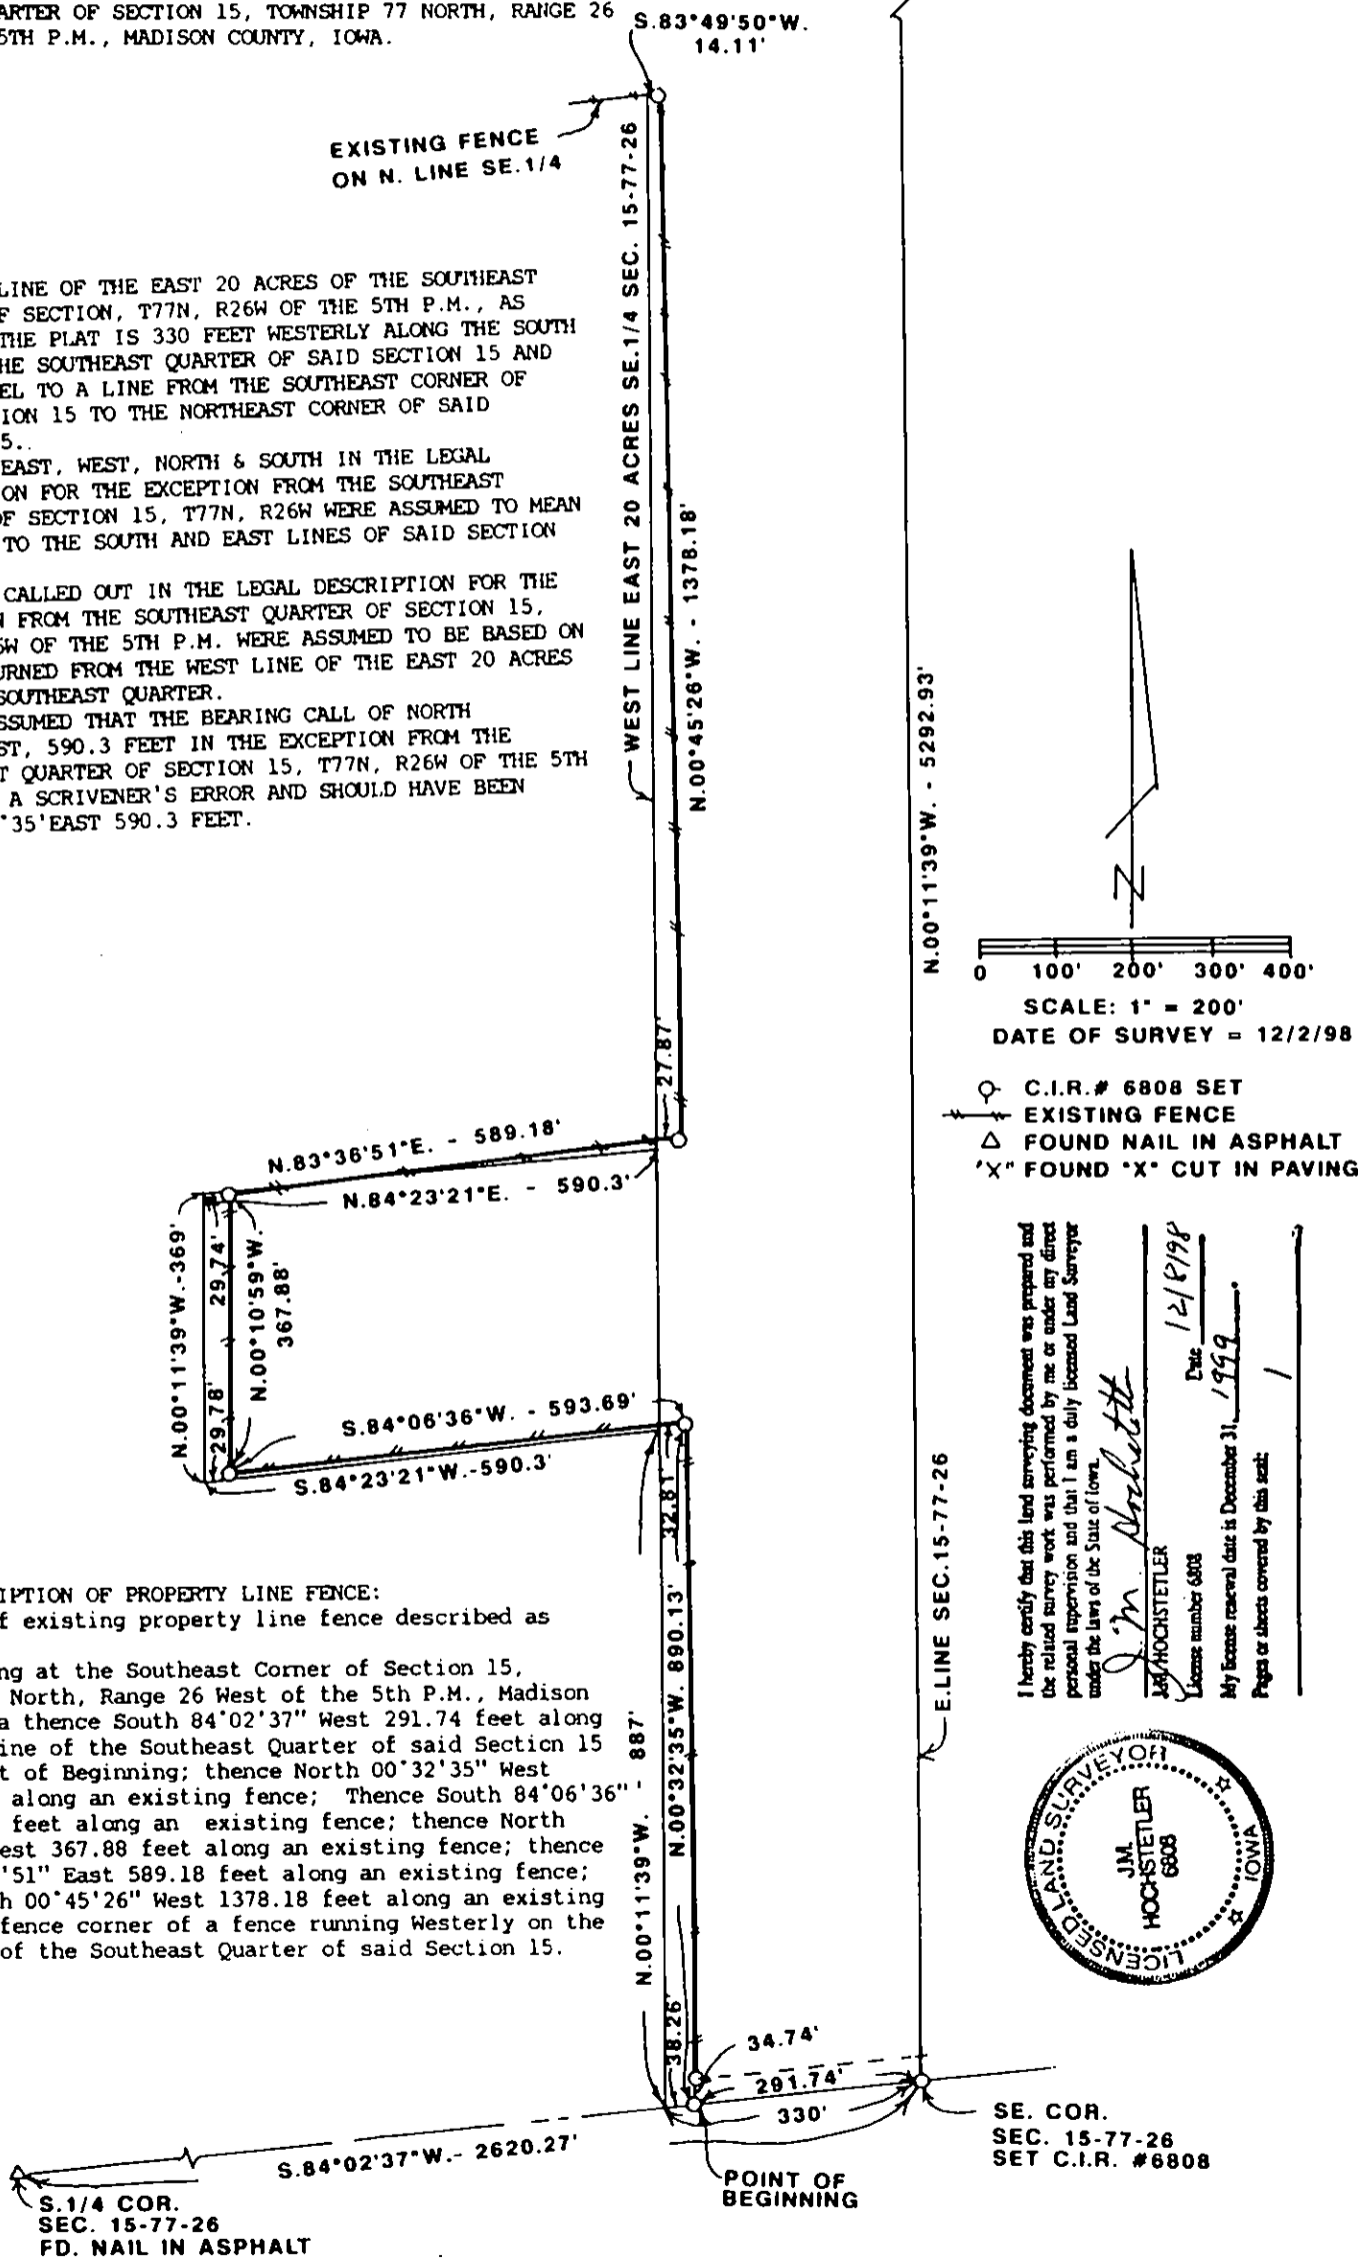 ARTER OF SECTION 15, TOWNSHIP 77 NORTH, RANGE 26
5TH P.M., MADISON COUNTY, IOWA.
S.83°49'50"W.
14.11'
EXISTING FENCE
ON N. LINE SE.1/4
LINE OF THE EAST 20 ACRES OF THE SOUTHEAST
F SECTION, T77N, R26W OF THE 5TH P.M., AS
THE PLAT IS 330 FEET WESTERLY ALONG THE SOUTH
HE SOUTHEAST QUARTER OF SAID SECTION 15 AND
EL TO A LINE FROM THE SOUTHEAST CORNER OF
ION 15 TO THE NORTHEAST CORNER OF SAID
5..
EAST, WEST, NORTH & SOUTH IN THE LEGAL
ON FOR THE EXCEPTION FROM THE SOUTHEAST
OF SECTION 15, T77N, R26W WERE ASSUMED TO MEAN
TO THE SOUTH AND EAST LINES OF SAID SECTION
CALLED OUT IN THE LEGAL DESCRIPTION FOR THE
N FROM THE SOUTHEAST QUARTER OF SECTION 15,
6W OF THE 5TH P.M. WERE ASSUMED TO BE BASED ON
URNED FROM THE WEST LINE OF THE EAST 20 ACRES
SOUTHEAST QUARTER.
SSUMED THAT THE BEARING CALL OF NORTH
ST, 590.3 FEET IN THE EXCEPTION FROM THE
T QUARTER OF SECTION 15, T77N, R26W OF THE 5TH
A SCRIVENER'S ERROR AND SHOULD HAVE BEEN
°35'EAST 590.3 FEET.
WEST LINE EAST 20 ACRES SE.1/4 SEC. 15-77-26
N.00°45'26"W. - 1378.18'
N.00°11'39"W. - 5292.93'
N
0 100' 200' 300' 400'
SCALE: 1" = 200'
DATE OF SURVEY = 12/2/98
C.I.R.# 6808 SET
EXISTING FENCE
FOUND NAIL IN ASPHALT
"X" FOUND "X" CUT IN PAVING
27.87'
N.83°36'51"E. - 589.18'
N.84°23'21"E. - 590.3'
N.00°11'39"W.-369'
29.74'
29.78'
N.00°10'59"W.
367.88'
S.84°06'36"W. - 593.69'
S.84°23'21"W.-590.3'
32.81'
I hereby certify that this land surveying document was prepared and
the related survey work was performed by me or under my direct
personal supervision and that I am a duly licensed Land Surveyor
under the laws of the State of Iowa.
J.M. Hochstetler
J.M. HOCHSTETLER Date 12/8/98
License number 6808
My license renewal date is December 31, 1999.
Pages or sheets covered by this seal: 1
LICENSED LAND SURVEYOR
J.M.
HOCHSTETLER
6808
IOWA
E.LINE SEC.15-77-26
IPTION OF PROPERTY LINE FENCE:
f existing property line fence described as
ng at the Southeast Corner of Section 15,
North, Range 26 West of the 5th P.M., Madison
a thence South 84°02'37" West 291.74 feet along
ine of the Southeast Quarter of said Section 15
t of Beginning; thence North 00°32'35" West
along an existing fence; Thence South 84°06'36"
feet along an existing fence; thence North
est 367.88 feet along an existing fence; thence
'51" East 589.18 feet along an existing fence;
h 00°45'26" West 1378.18 feet along an existing
fence corner of a fence running Westerly on the
of the Southeast Quarter of said Section 15.
N.00°11'39"W. - 887'
N.00°32'35"W. 890.13'
38.26'
34.74'
291.74'
330'
SE. COR.
SEC. 15-77-26
SET C.I.R. #6808
S.84°02'37"W.- 2620.27'
POINT OF
BEGINNING
S.1/4 COR.
SEC. 15-77-26
FD. NAIL IN ASPHALT